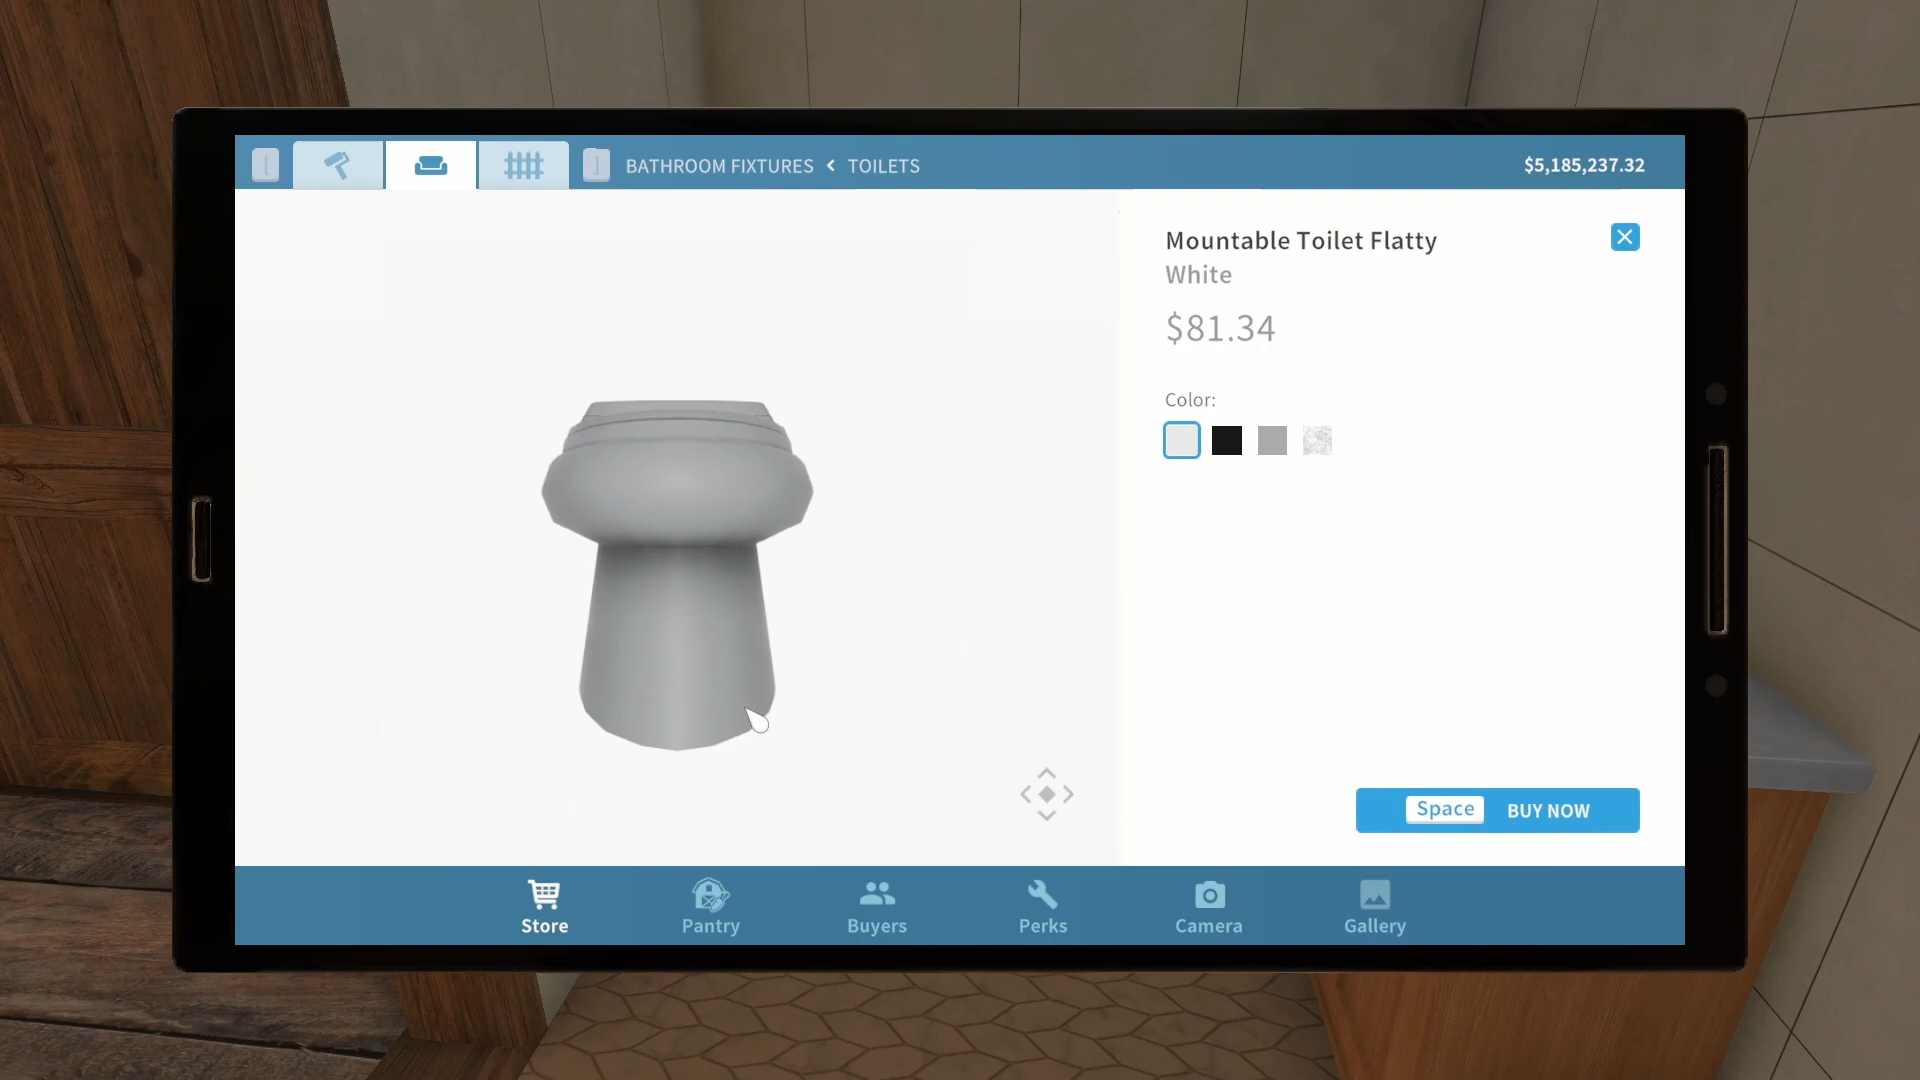 [
]
BATHROOM FIXTURES < TOILETS
$5,185,237.32
Mountable Toilet Flatty
White
$81.34
Color:
Space BUY NOW
Store
Pantry
Buyers
Perks
Camera
Gallery